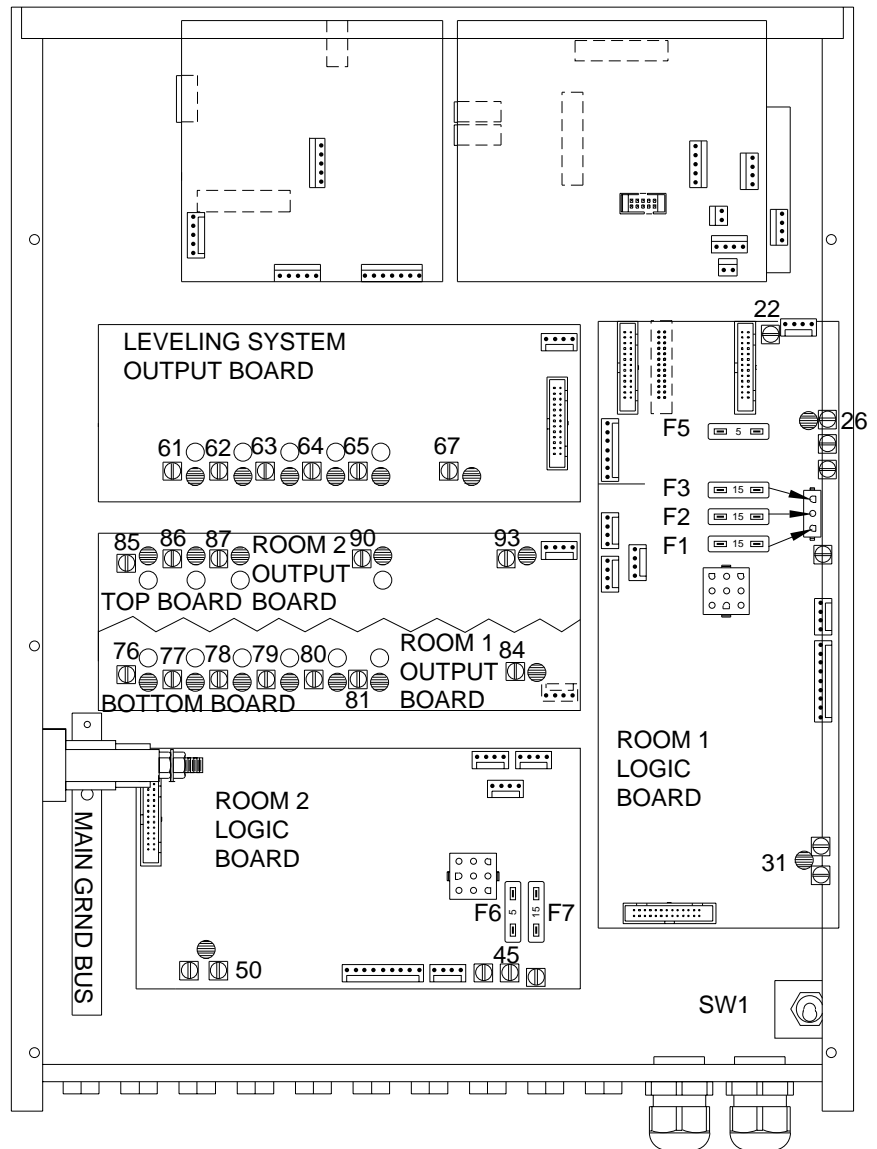 22
LEVELING SYSTEM
OUTPUT BOARD
F5
5
26
61
62
63
64
65
67
F3
15
F2
15
F1
15
85
86
87
ROOM 2
90
93
OUTPUT
TOP BOARD
BOARD
76
77
78
79
80
ROOM 1
84
OUTPUT
BOTTOM BOARD
81
BOARD
ROOM 1
LOGIC
BOARD
ROOM 2
LOGIC
BOARD
MAIN GRND BUS
31
F6
5
15
F7
45
50
SW1